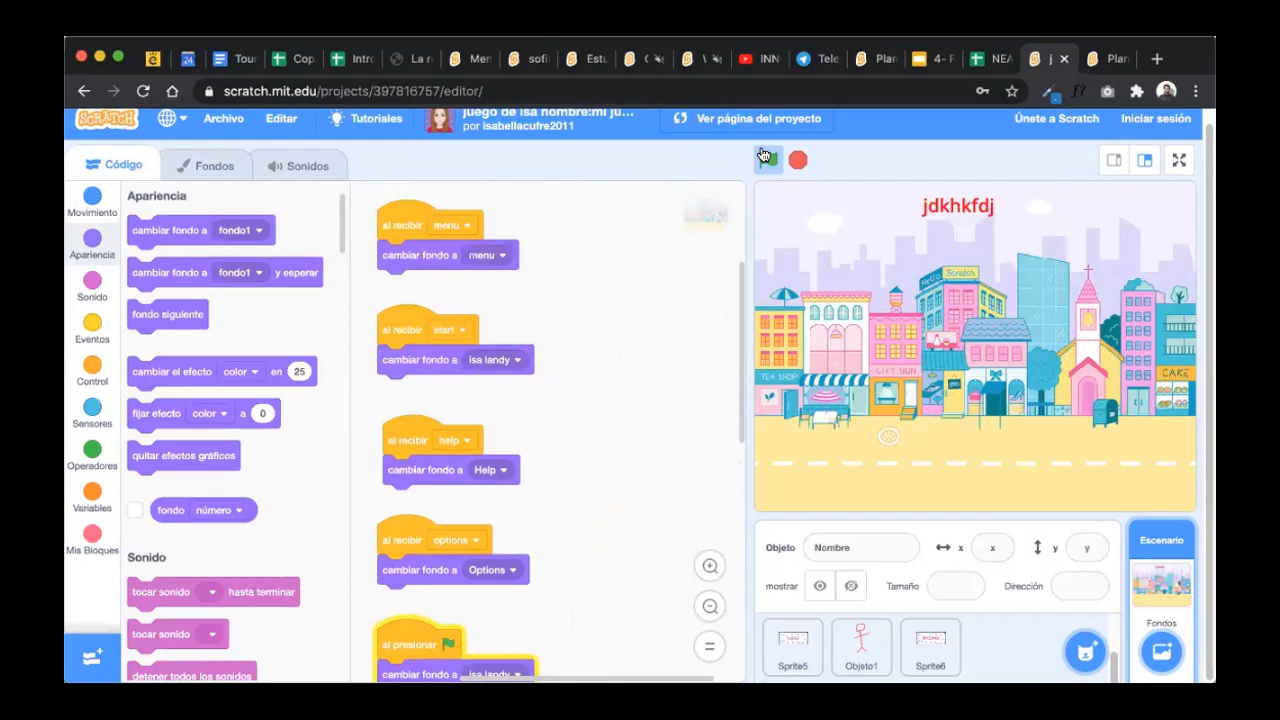 24 Tour Cop Intro La r Men sofi Estu INN Tele Plan 4- F NEA j Plan
scratch.mit.edu/projects/397816757/editor/
SCRATCH Archivo Editar Tutoriales juego de isa nombre:mi ju... Ver página del proyecto Únete a Scratch Iniciar sesión
por isabellacufre2011
Código Fondos Sonidos
Movimiento
Apariencia
Sonido
Eventos
Control
Sensores
Operadores
Variables
Mis Bloques
Apariencia
cambiar fondo a fondo1
cambiar fondo a fondo1 y esperar
fondo siguiente
cambiar el efecto color en 25
fijar efecto color a 0
quitar efectos gráficos
fondo número
Sonido
tocar sonido hasta terminar
tocar sonido
detener todos los sonidos
al recibir menu
cambiar fondo a menu
al recibir start
cambiar fondo a isa landy
al recibir help
cambiar fondo a Help
al recibir options
cambiar fondo a Options
al presionar
cambiar fondo a isa landy
jdkhkfdj
Hello Scratch
TEA SHOP
CAKE
Objeto Nombre x x y y
mostrar Tamaño Dirección
Sprite5 Objeto1 Sprite6
Escenario
Fondos